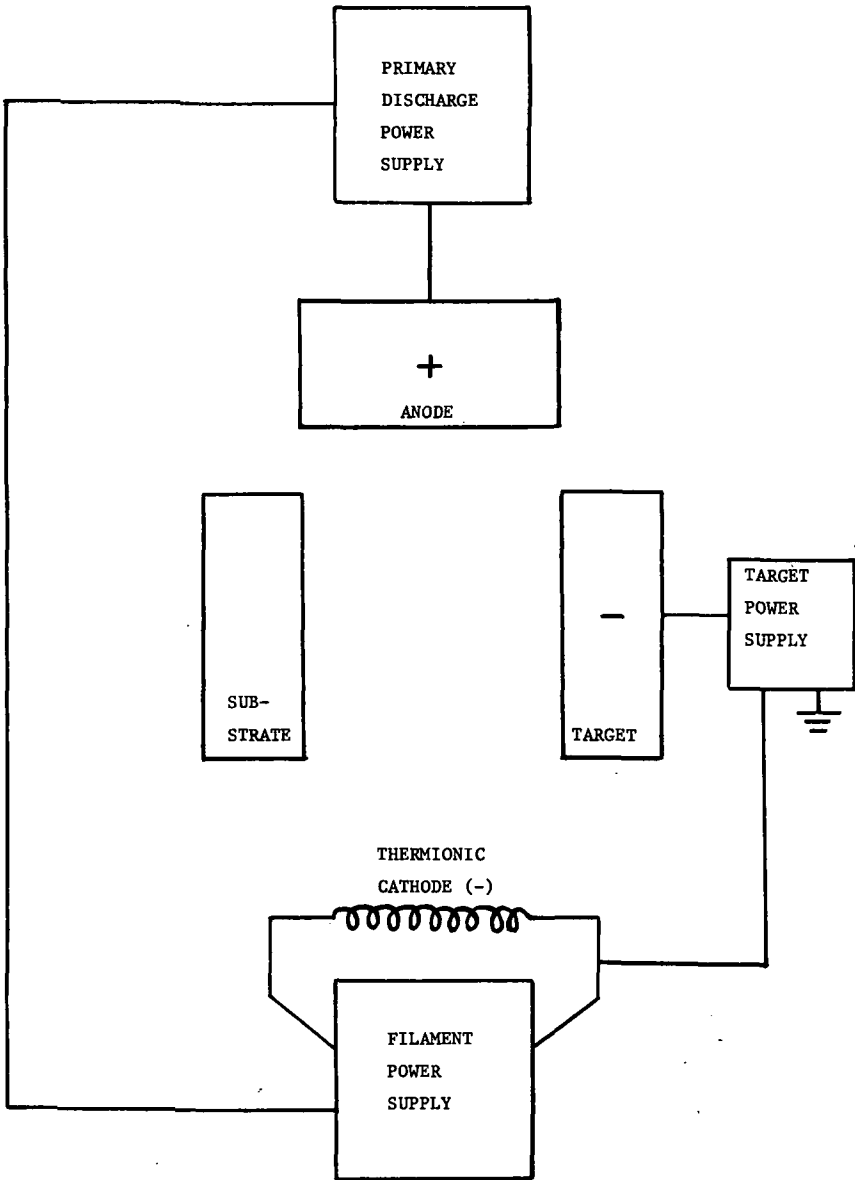 PRIMARY
DISCHARGE
POWER
SUPPLY
+
ANODE
SUB-
STRATE
-
TARGET
TARGET
POWER
SUPPLY
THERMIONIC
CATHODE (-)
FILAMENT
POWER
SUPPLY